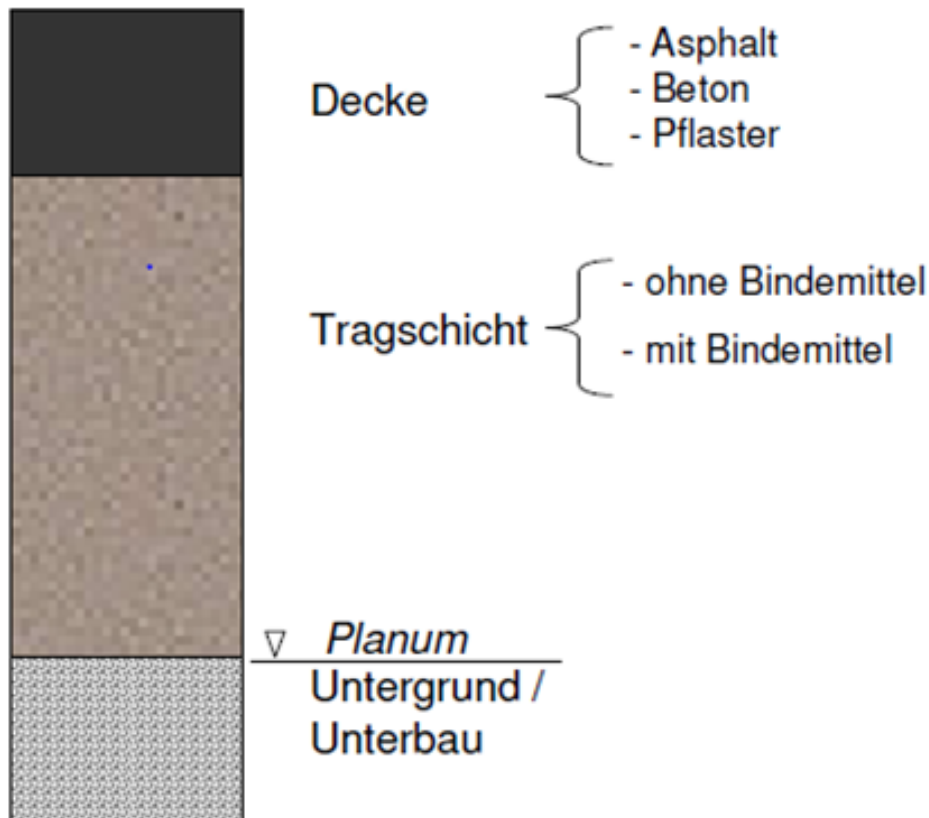 Decke
- Asphalt
- Beton
- Pflaster
Tragschicht
- ohne Bindemittel
- mit Bindemittel
Planum
Untergrund /
Unterbau